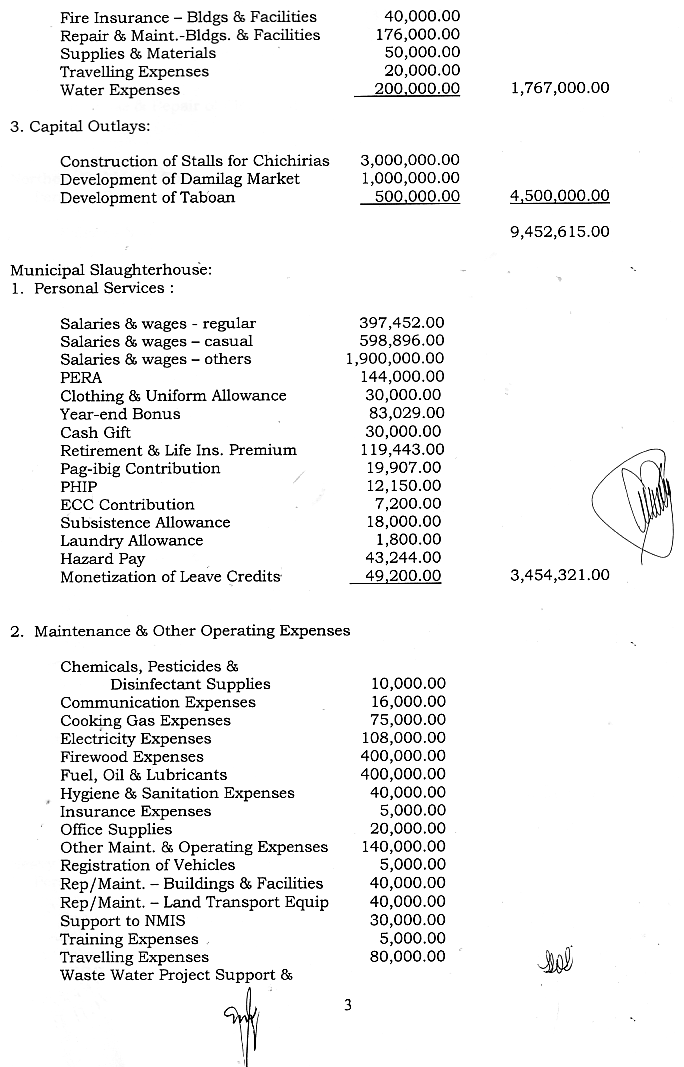 Fire Insurance – Bldgs & Facilities 40,000.00
Repair & Maint.-Bldgs. & Facilities 176,000.00
Supplies & Materials 50,000.00
Travelling Expenses 20,000.00
Water Expenses 200,000.00 1,767,000.00
3. Capital Outlays:
Construction of Stalls for Chichirias 3,000,000.00
Development of Damilag Market 1,000,000.00
Development of Taboan 500,000.00 4,500,000.00
9,452,615.00
Municipal Slaughterhouse:
1. Personal Services :
Salaries & wages - regular 397,452.00
Salaries & wages – casual 598,896.00
Salaries & wages – others 1,900,000.00
PERA 144,000.00
Clothing & Uniform Allowance 30,000.00
Year-end Bonus 83,029.00
Cash Gift 30,000.00
Retirement & Life Ins. Premium 119,443.00
Pag-ibig Contribution 19,907.00
PHIP 12,150.00
ECC Contribution 7,200.00
Subsistence Allowance 18,000.00
Laundry Allowance 1,800.00
Hazard Pay 43,244.00
Monetization of Leave Credits 49,200.00 3,454,321.00
2. Maintenance & Other Operating Expenses
Chemicals, Pesticides &
Disinfectant Supplies 10,000.00
Communication Expenses 16,000.00
Cooking Gas Expenses 75,000.00
Electricity Expenses 108,000.00
Firewood Expenses 400,000.00
Fuel, Oil & Lubricants 400,000.00
Hygiene & Sanitation Expenses 40,000.00
Insurance Expenses 5,000.00
Office Supplies 20,000.00
Other Maint. & Operating Expenses 140,000.00
Registration of Vehicles 5,000.00
Rep/Maint. – Buildings & Facilities 40,000.00
Rep/Maint. – Land Transport Equip 40,000.00
Support to NMIS 30,000.00
Training Expenses 5,000.00
Travelling Expenses 80,000.00
Waste Water Project Support &
3